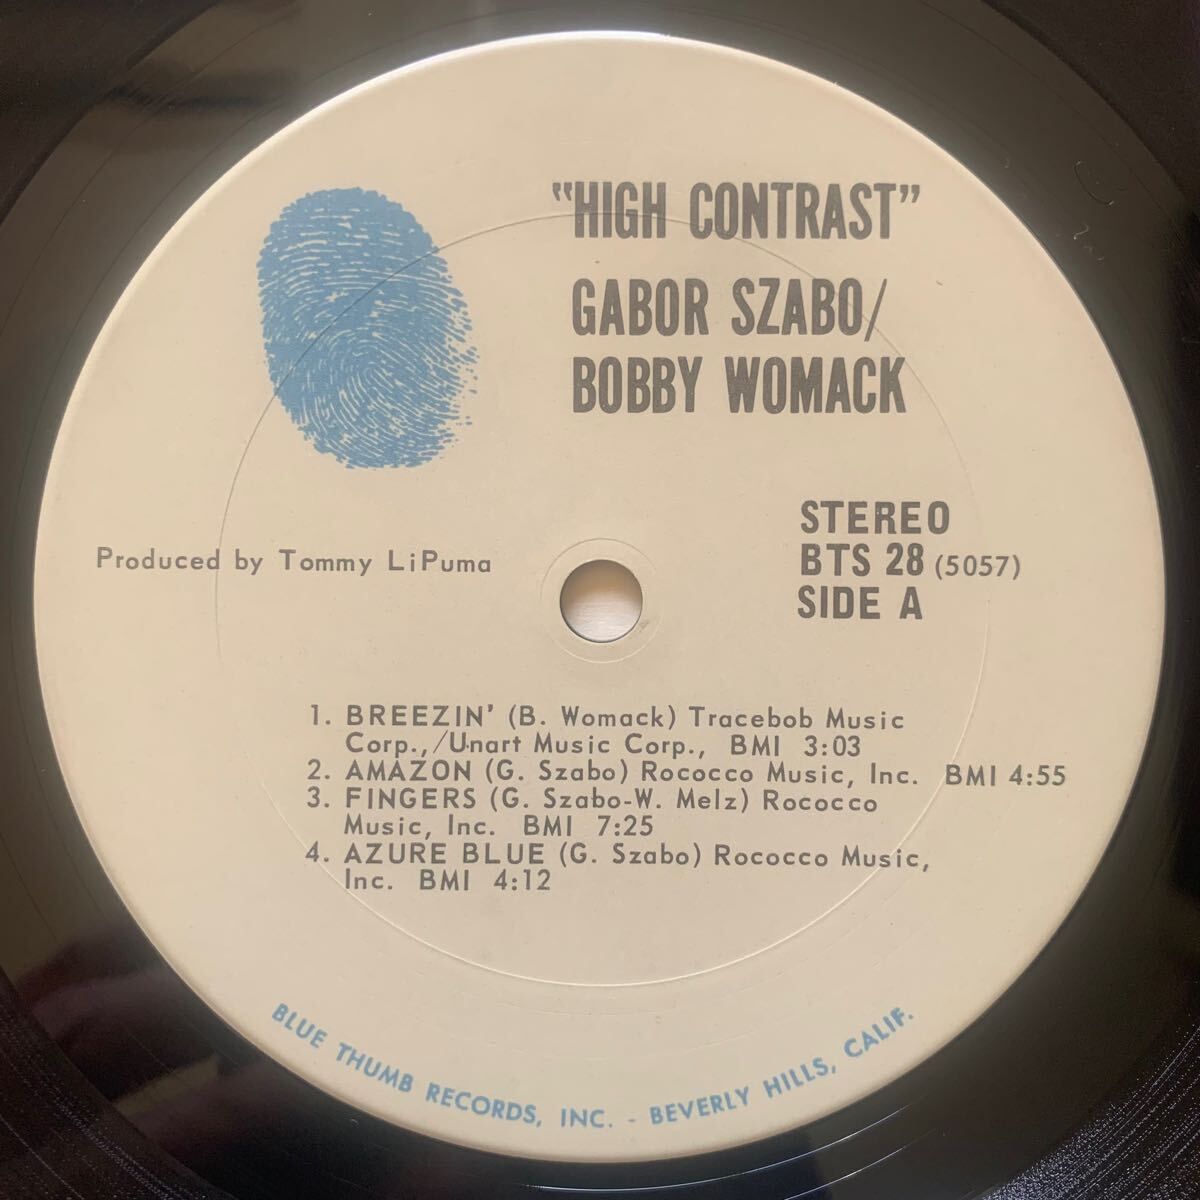 "HIGH CONTRAST"
GABOR SZABO/
BOBBY WOMACK
STEREO
BTS 28 (5057)
SIDE A
Produced by Tommy LiPuma
1. BREEZIN' (B. Womack) Tracebob Music
Corp.,/Unart Music Corp., BMI 3:03
2. AMAZON (G. Szabo) Rococco Music, Inc. BMI 4:55
3. FINGERS (G. Szabo-W. Melz) Rococco
Music, Inc. BMI 7:25
4. AZURE BLUE (G. Szabo) Rococco Music,
Inc. BMI 4:12
BLUE THUMB RECORDS, INC. - BEVERLY HILLS, CALIF.